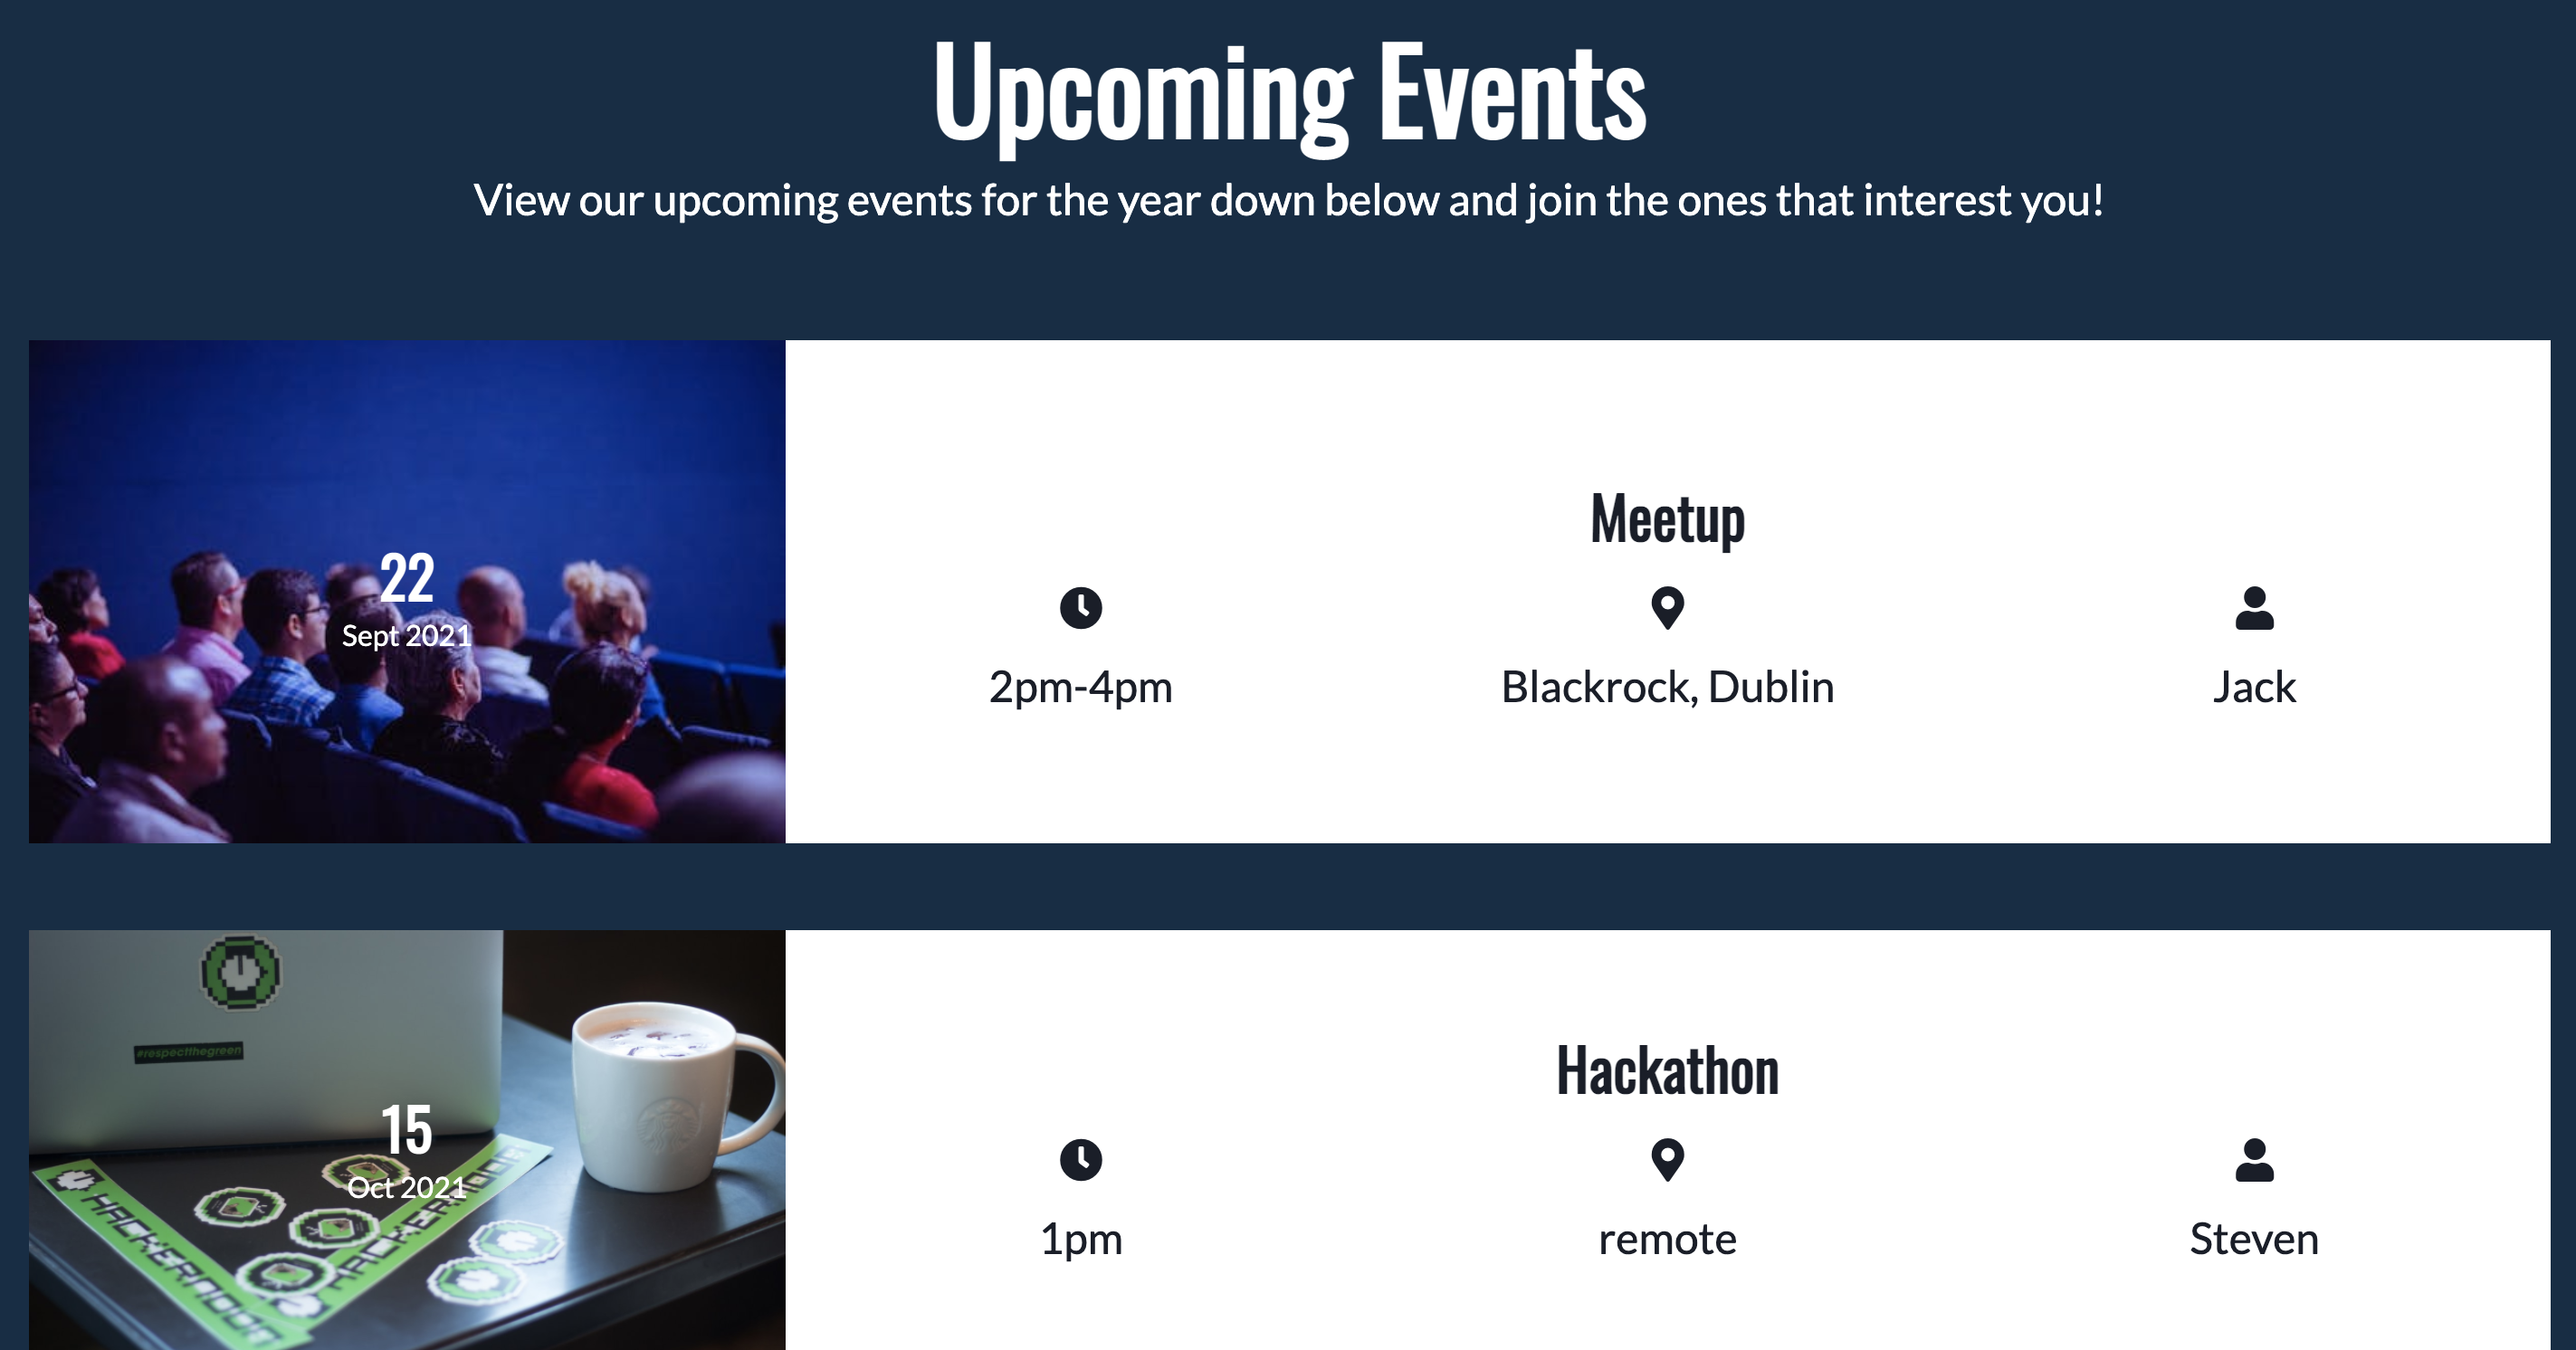 Upcoming Events
View our upcoming events for the year down below and join the ones that interest you!
22
Sept 2021
Meetup
2pm-4pm
Blackrock, Dublin
Jack
#respectthegreen
15
Oct 2021
HACKERNOON
HACKERNOON
Hackathon
1pm
remote
Steven